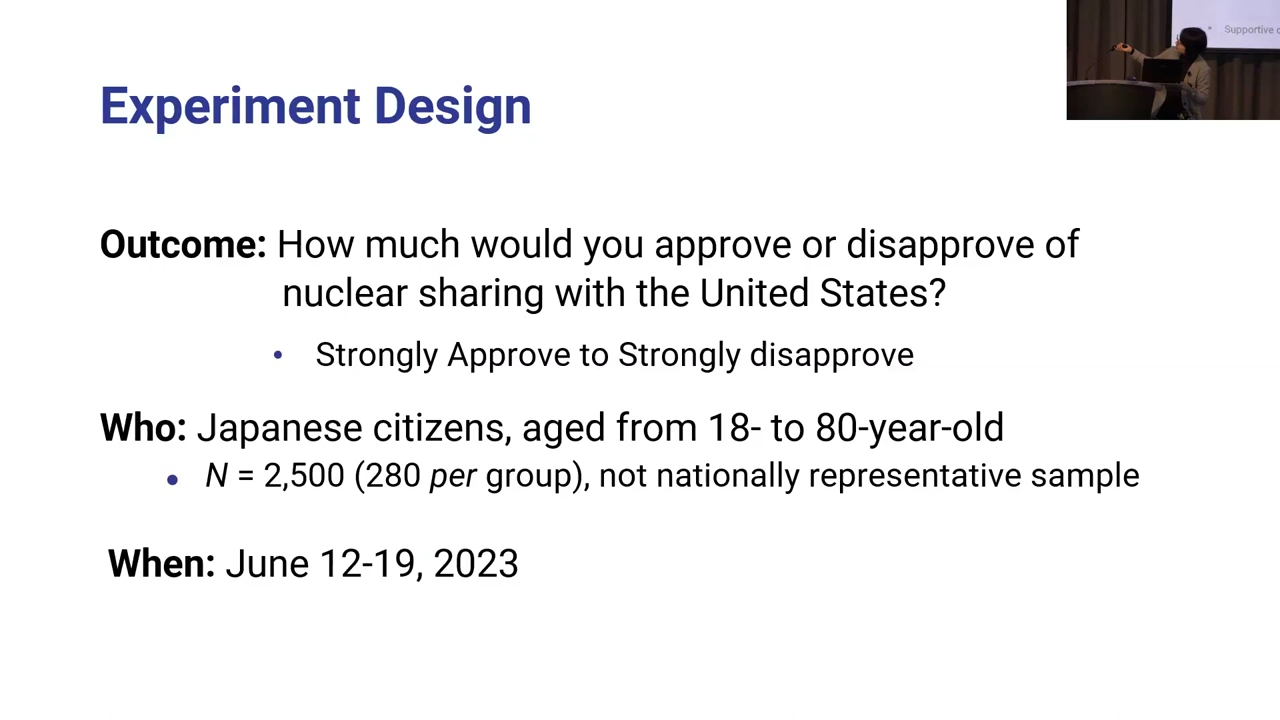 Supportive
Experiment Design
Outcome: How much would you approve or disapprove of
nuclear sharing with the United States?
• Strongly Approve to Strongly disapprove
Who: Japanese citizens, aged from 18- to 80-year-old
• N = 2,500 (280 per group), not nationally representative sample
When: June 12-19, 2023